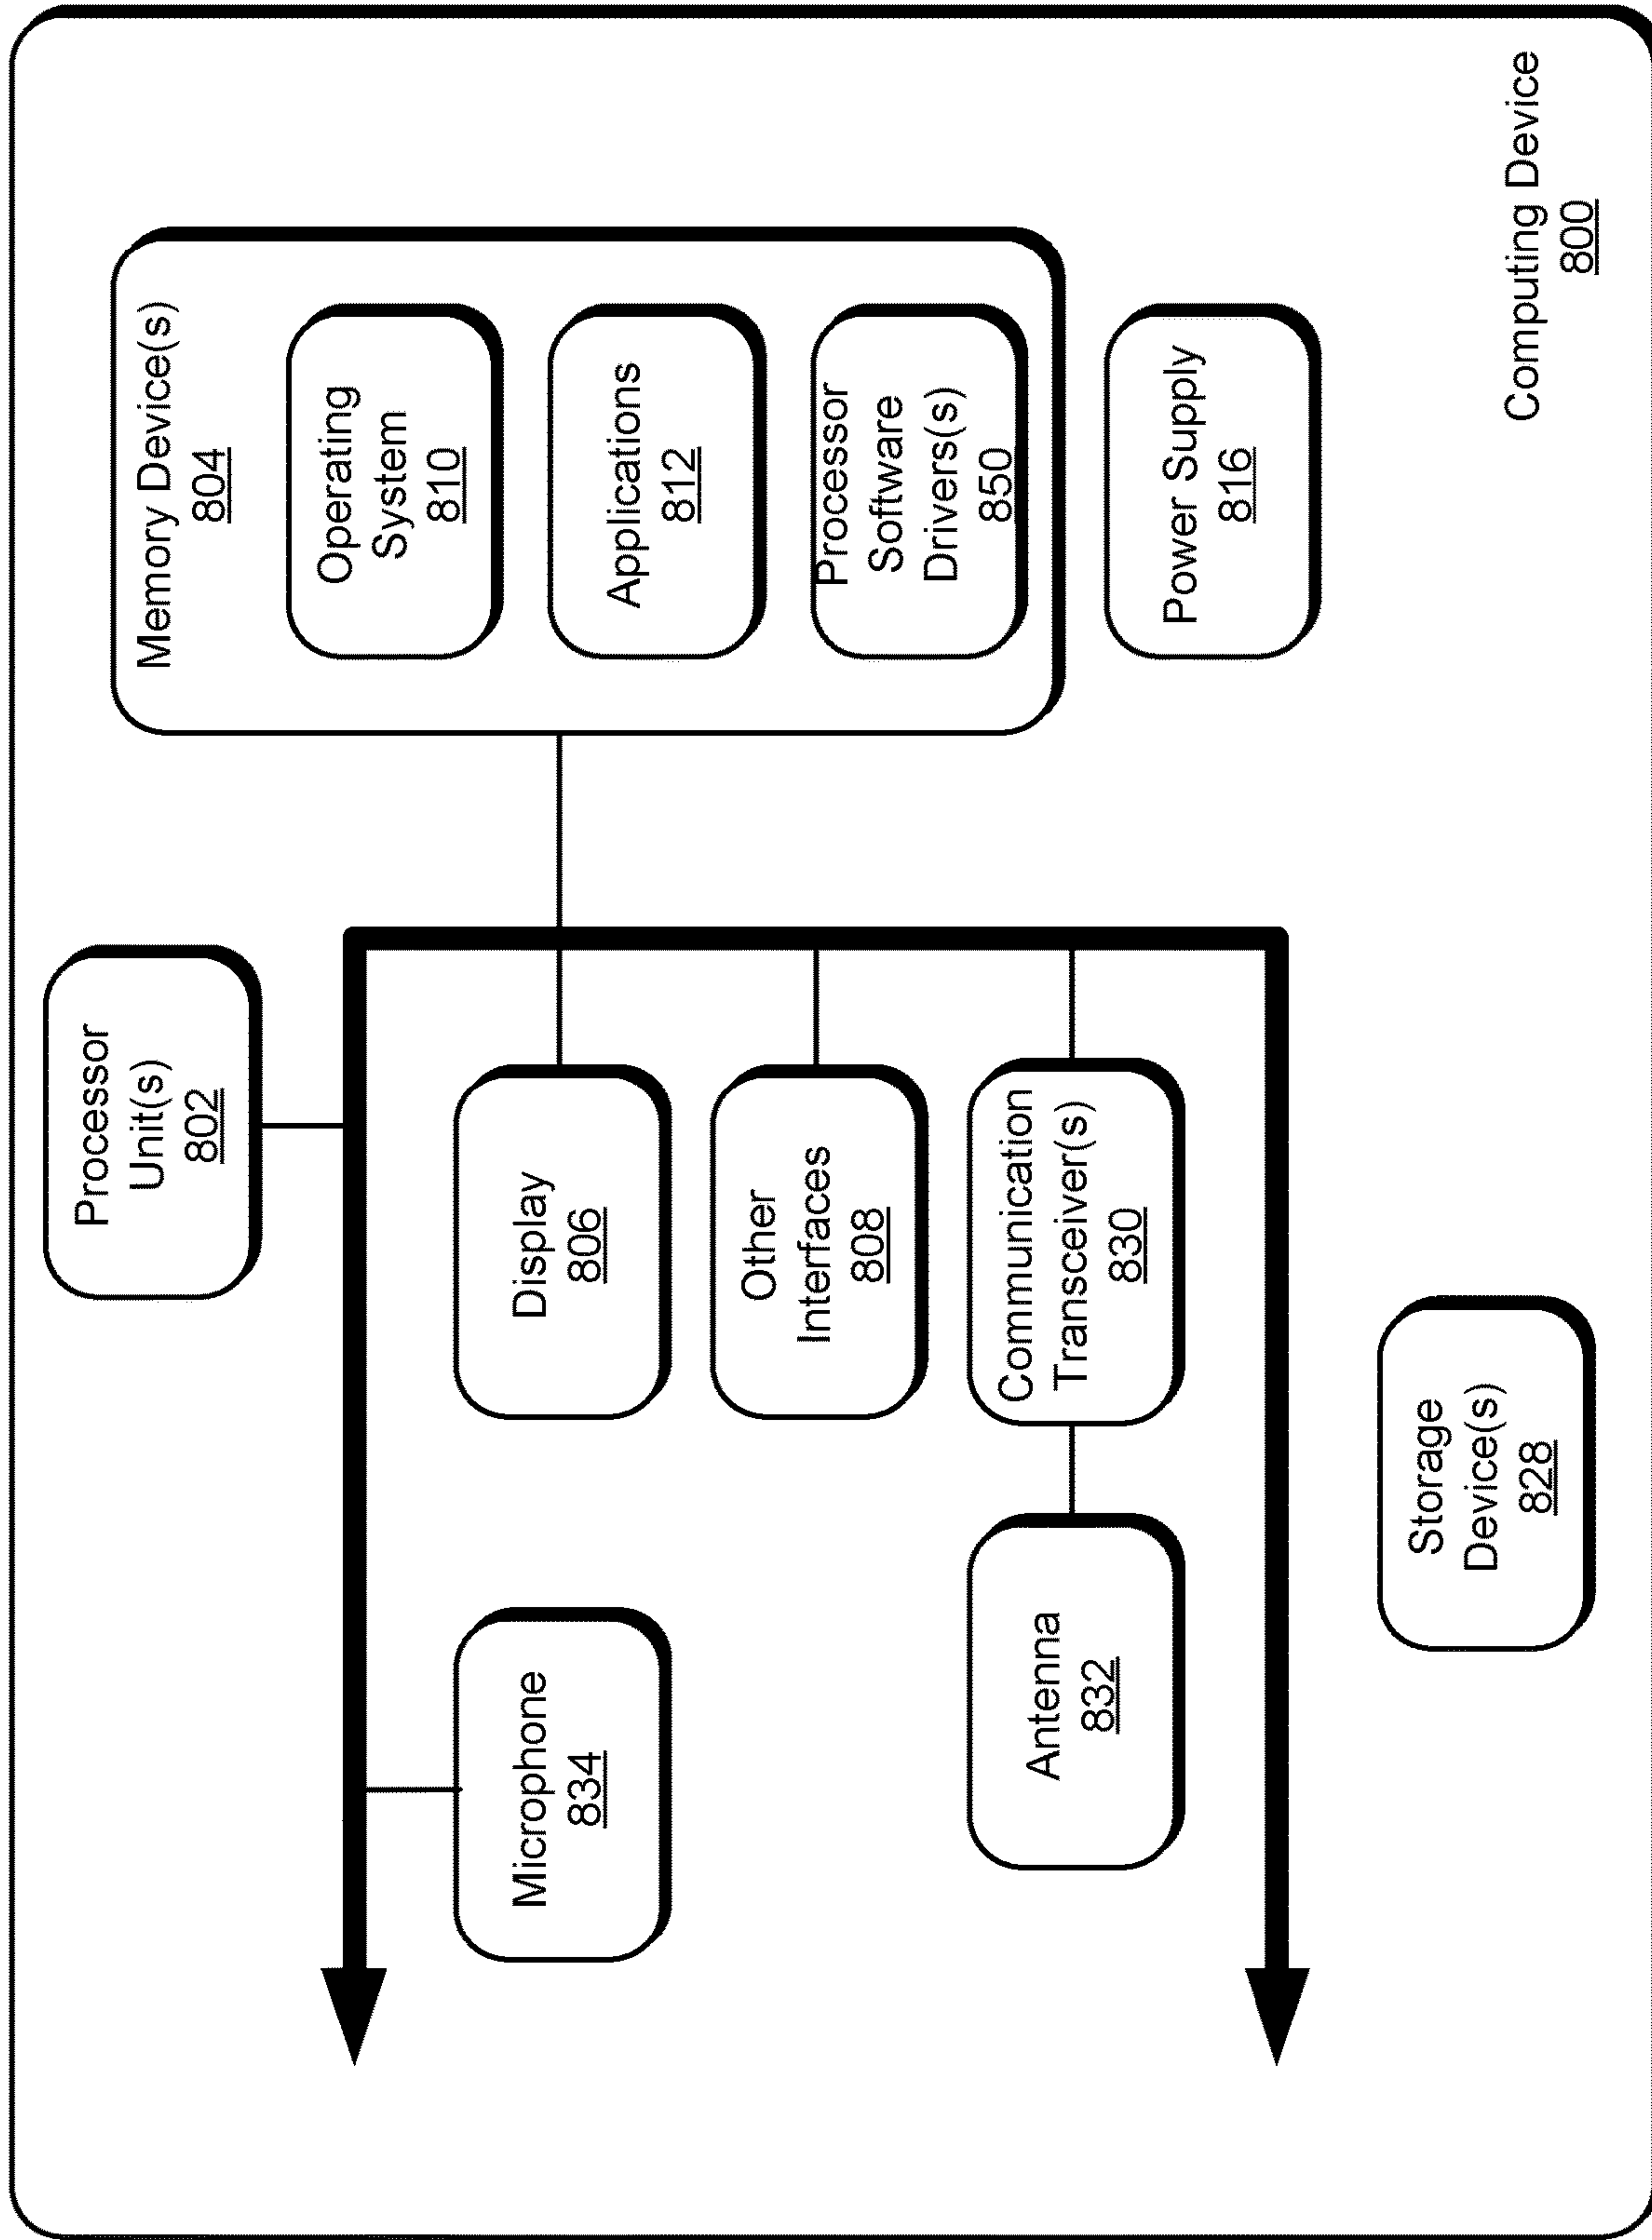 Computing Device
800
Processor
Unit(s)
802
Memory Device(s)
804
Operating
System
810
Applications
812
Processor
Software
Drivers(s)
850
Power Supply
816
Display
806
Other
Interfaces
808
Communication
Transceiver(s)
830
Microphone
834
Antenna
832
Storage
Device(s)
828